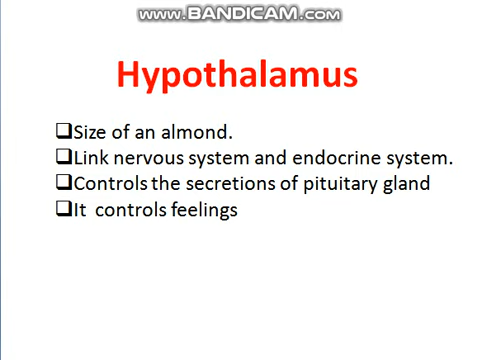 www.BANDICAM.com
Hypothalamus
❑Size of an almond.
❑Link nervous system and endocrine system.
❑Controls the secretions of pituitary gland
❑It controls feelings